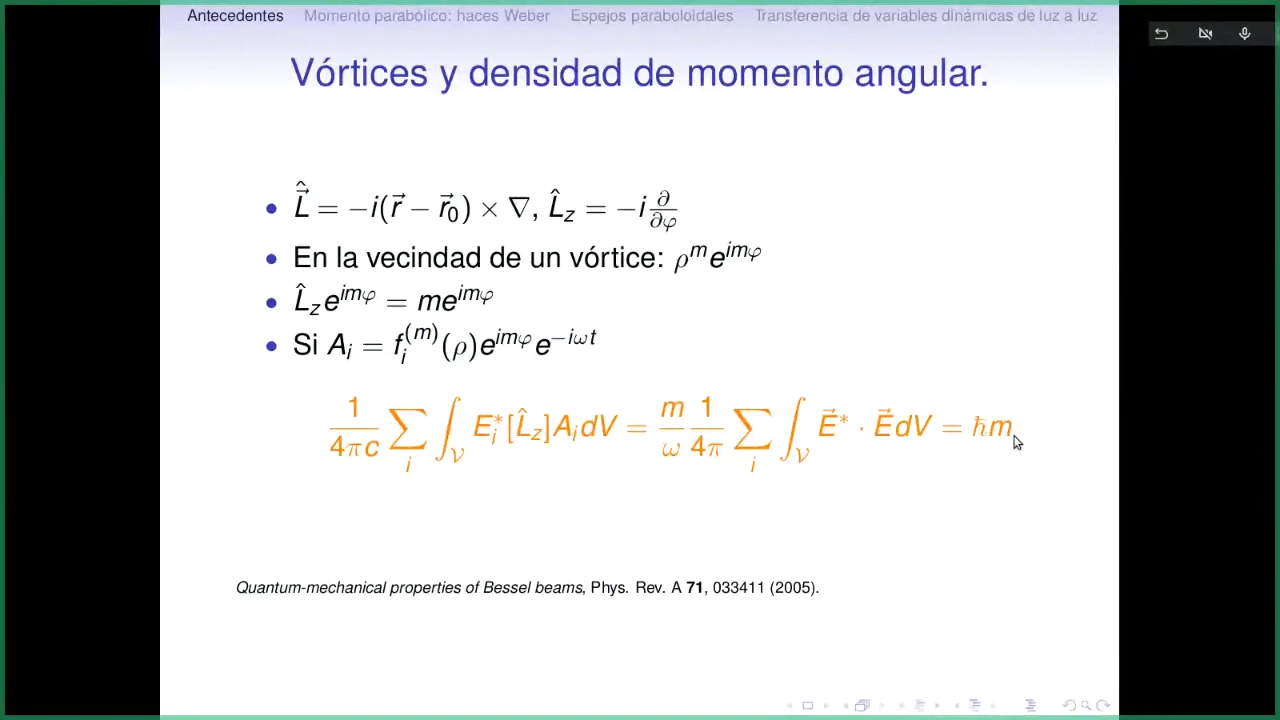 Antecedentes Momento parabólico: haces Weber Espejos paraboloidales Transferencia de variables dinámicas de luz a luz
Vórtices y densidad de momento angular.
• $\hat{\vec{L}} = -i(\vec{r} - \vec{r}_0) \times \nabla$, $\hat{L}_z = -i\frac{\partial}{\partial\varphi}$
• En la vecindad de un vórtice: $\rho^m e^{im\varphi}$
• $\hat{L}_z e^{im\varphi} = me^{im\varphi}$
• Si $A_i = f_i^{(m)}(\rho)e^{im\varphi}e^{-i\omega t}$
$\frac{1}{4\pi c}\sum_i \int_{\mathcal{V}} E_i^*[\hat{L}_z]A_i dV = \frac{m}{\omega}\frac{1}{4\pi}\sum_i \int_{\mathcal{V}} \vec{E}^* \cdot \vec{E} dV = \hbar m$
Quantum-mechanical properties of Bessel beams, Phys. Rev. A 71, 033411 (2005).